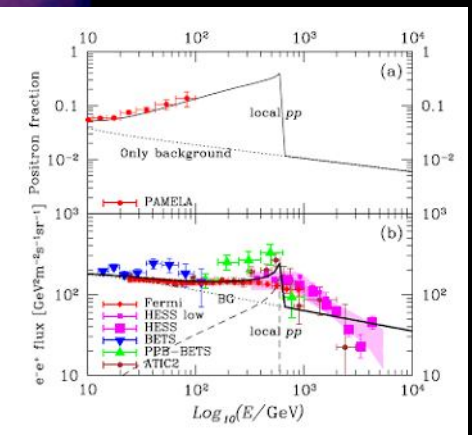 10 10² 10³ 10⁴
1 1
(a)
0.1 0.1
local pp
10⁻² 10⁻²
Only background
PAMELA
Positron fraction
10³ 10³
(b)
10² 10²
BG
Fermi
HESS low
HESS
BETS
PPB-BETS
ATIC2
local pp
10 10
e⁻e⁺ flux [GeV²m⁻²s⁻¹sr⁻¹]
10 10² 10³ 10⁴
Log₁₀(E/GeV)